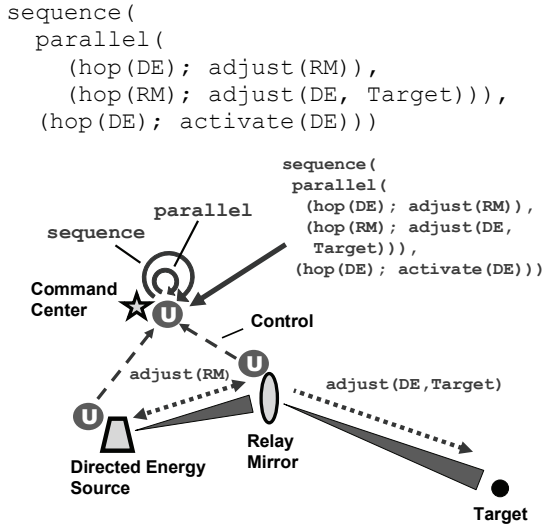 sequence(
  parallel(
    (hop(DE); adjust(RM)),
    (hop(RM); adjust(DE, Target))),
  (hop(DE); activate(DE)))
sequence(
 parallel(
  (hop(DE); adjust(RM)),
  (hop(RM); adjust(DE,
   Target))),
 (hop(DE); activate(DE)))
parallel
sequence
Command
Center
U
Control
U
adjust(RM)
adjust(DE,Target)
U
Relay
Mirror
Directed Energy
Source
Target